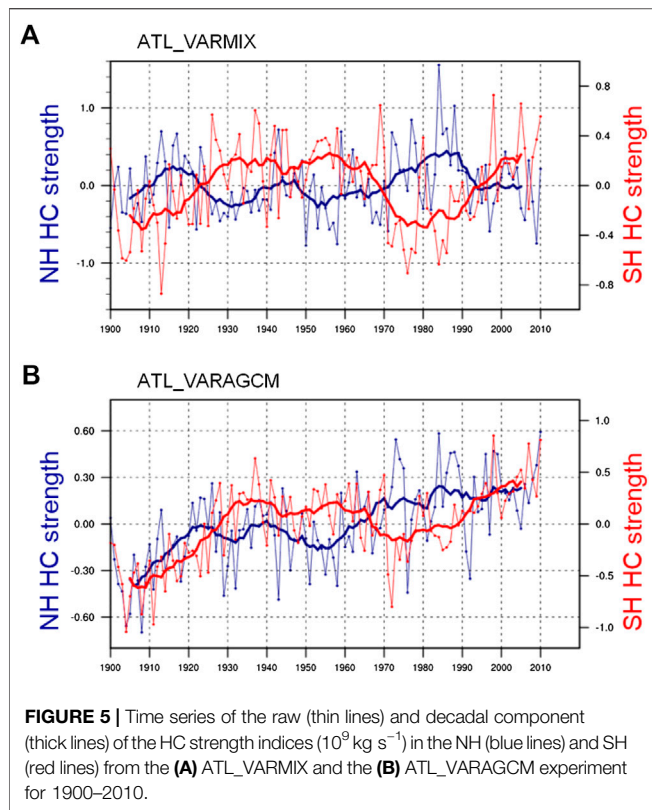 A
ATL_VARMIX
1.0
0.0
-1.0
NH HC strength
0.8
0.4
0.0
-0.4
-0.8
SH HC strength
1900 1910 1920 1930 1940 1950 1960 1970 1980 1990 2000 2010
B
ATL_VARAGCM
0.60
0.30
0.00
-0.30
-0.60
NH HC strength
1.0
0.5
0.0
-0.5
-1.0
SH HC strength
1900 1910 1920 1930 1940 1950 1960 1970 1980 1990 2000 2010
FIGURE 5 | Time series of the raw (thin lines) and decadal component
(thick lines) of the HC strength indices (10⁹ kg s⁻¹) in the NH (blue lines) and SH
(red lines) from the (A) ATL_VARMIX and the (B) ATL_VARAGCM experiment
for 1900–2010.